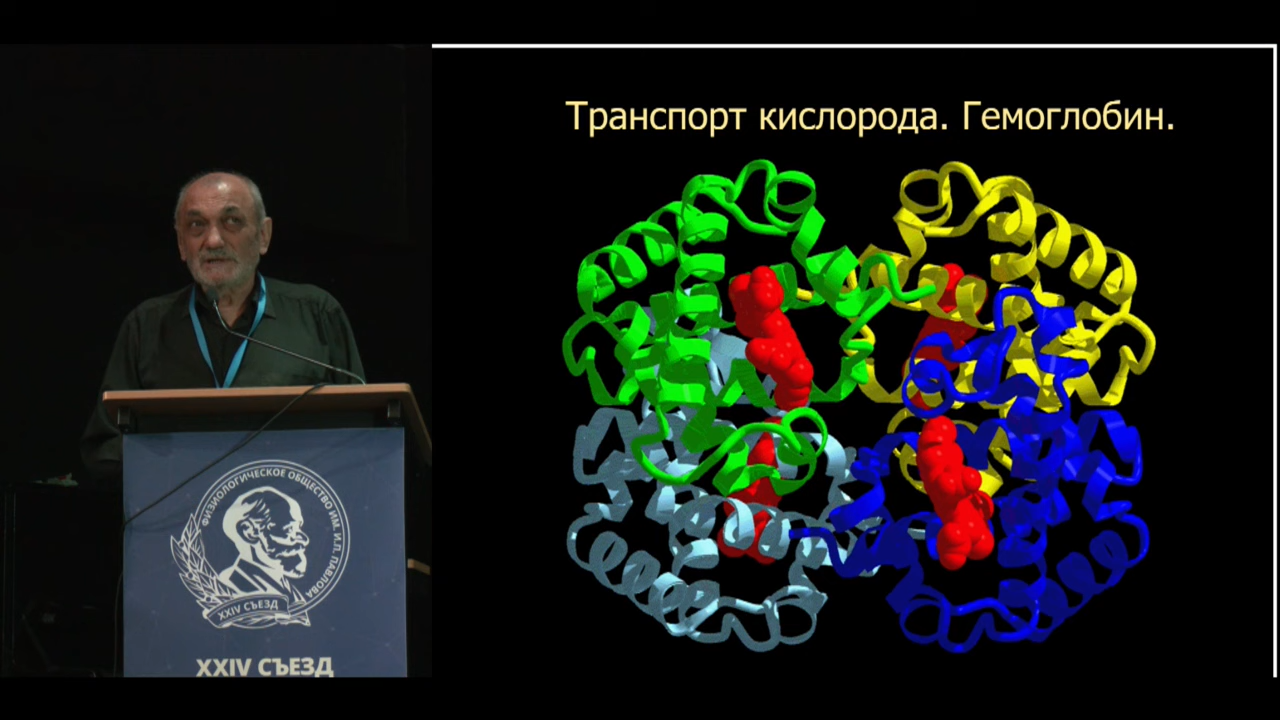 Транспорт кислорода. Гемоглобин.
ФИЗИОЛОГИЧЕСКОЕ ОБЩЕСТВО ИМ. И.П. ПАВЛОВА
XXIV СЪЕЗД
XXIV СЪЕЗД